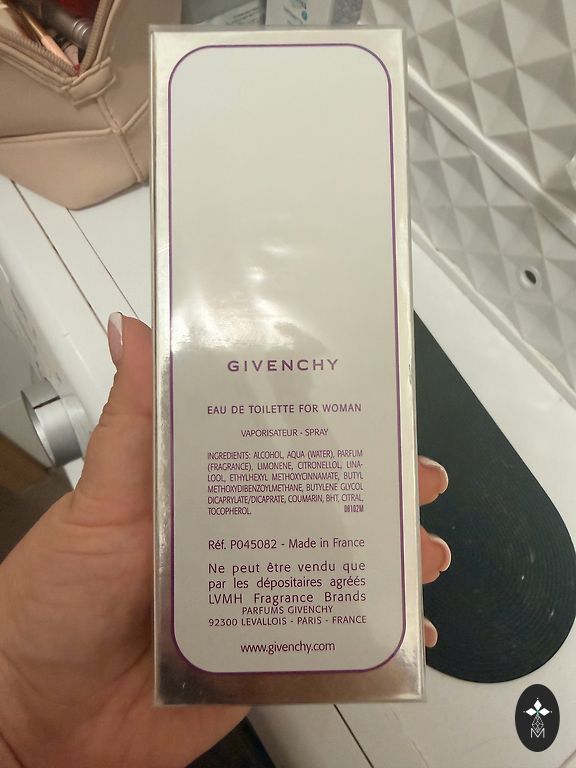 GIVENCHY
EAU DE TOILETTE FOR WOMAN
VAPORISATEUR - SPRAY
INGREDIENTS: ALCOHOL, AQUA (WATER), PARFUM
(FRAGRANCE), LIMONENE, CITRONELLOL, LINA-
LOOL, ETHYLHEXYL METHOXYCINNAMATE, BUTYL
METHOXYDIBENZOYLMETHANE, BUTYLENE GLYCOL
DICAPRYLATE/DICAPRATE, COUMARIN, BHT, CITRAL,
TOCOPHEROL. 08102M
Réf. P045082 - Made in France
Ne peut être vendu que
par les dépositaires agréés
LVMH Fragrance Brands
PARFUMS GIVENCHY
92300 LEVALLOIS - PARIS - FRANCE
www.givenchy.com
M